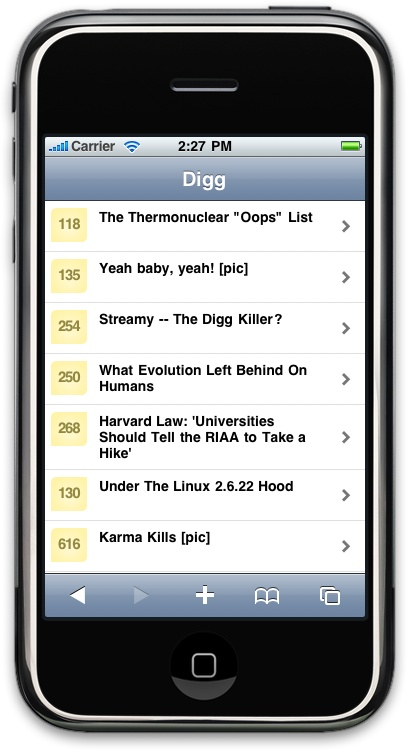 Carrier 2:27 PM
Digg
118 The Thermonuclear "Oops" List
135 Yeah baby, yeah! [pic]
254 Streamy -- The Digg Killer?
250 What Evolution Left Behind On
Humans
268 Harvard Law: 'Universities
Should Tell the RIAA to Take a
Hike'
130 Under The Linux 2.6.22 Hood
616 Karma Kills [pic]